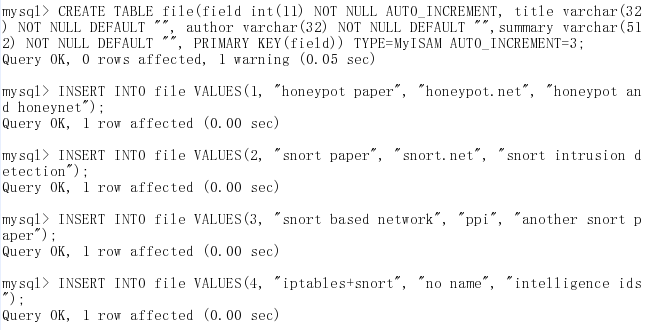 mysql> CREATE TABLE file(field int(11) NOT NULL AUTO_INCREMENT, title varchar(32
) NOT NULL DEFAULT "", author varchar(32) NOT NULL DEFAULT "",summary varchar(51
2) NOT NULL DEFAULT "", PRIMARY KEY(field)) TYPE=MyISAM AUTO_INCREMENT=3;
Query OK, 0 rows affected, 1 warning (0.05 sec)
mysql> INSERT INTO file VALUES(1, "honeypot paper", "honeypot.net", "honeypot an
d honeynet");
Query OK, 1 row affected (0.00 sec)
mysql> INSERT INTO file VALUES(2, "snort paper", "snort.net", "snort intrusion d
etection");
Query OK, 1 row affected (0.00 sec)
mysql> INSERT INTO file VALUES(3, "snort based network", "ppi", "another snort p
aper");
Query OK, 1 row affected (0.00 sec)
mysql> INSERT INTO file VALUES(4, "iptables+snort", "no name", "intelligence ids
");
Query OK, 1 row affected (0.00 sec)